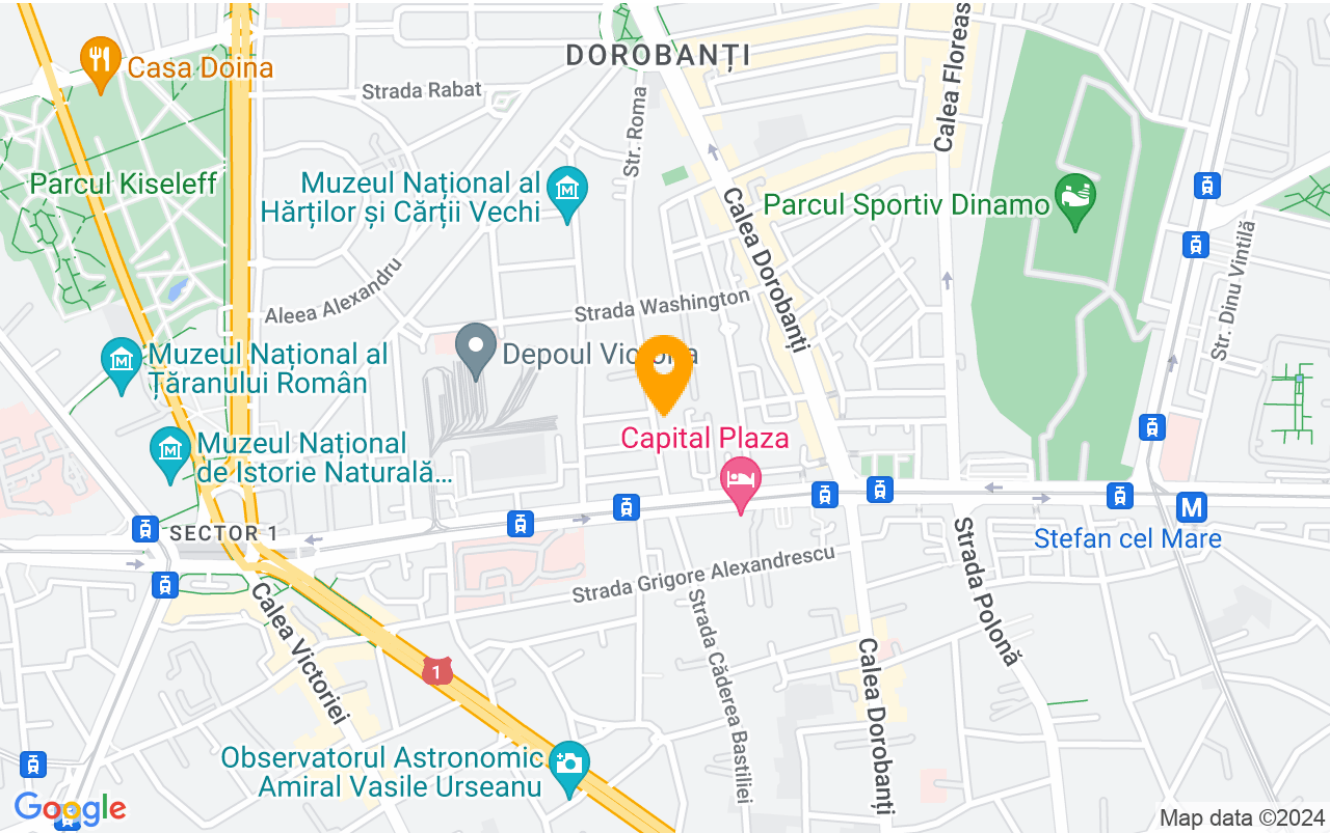 DOROBANȚI
Casa Doina
Strada Rabat
Calea Floreas
Str. Roma
Parcul Kiseleff
Muzeul Național al
Hărților și Cărții Vechi
Calea Dorobanți
Parcul Sportiv Dinamo
Str. Dinu Vintilă
Aleea Alexandru
Strada Washington
Muzeul Național al
Țăranului Român
Depoul Victoria
Muzeul Național
de Istorie Naturală...
Capital Plaza
SECTOR 1
M
Stefan cel Mare
Strada Grigore Alexandrescu
Strada Polonă
Calea Victoriei
Strada Căderea Bastiliei
Calea Dorobanți
1
Observatorul Astronomic
Amiral Vasile Urseanu
Google
Map data ©2024